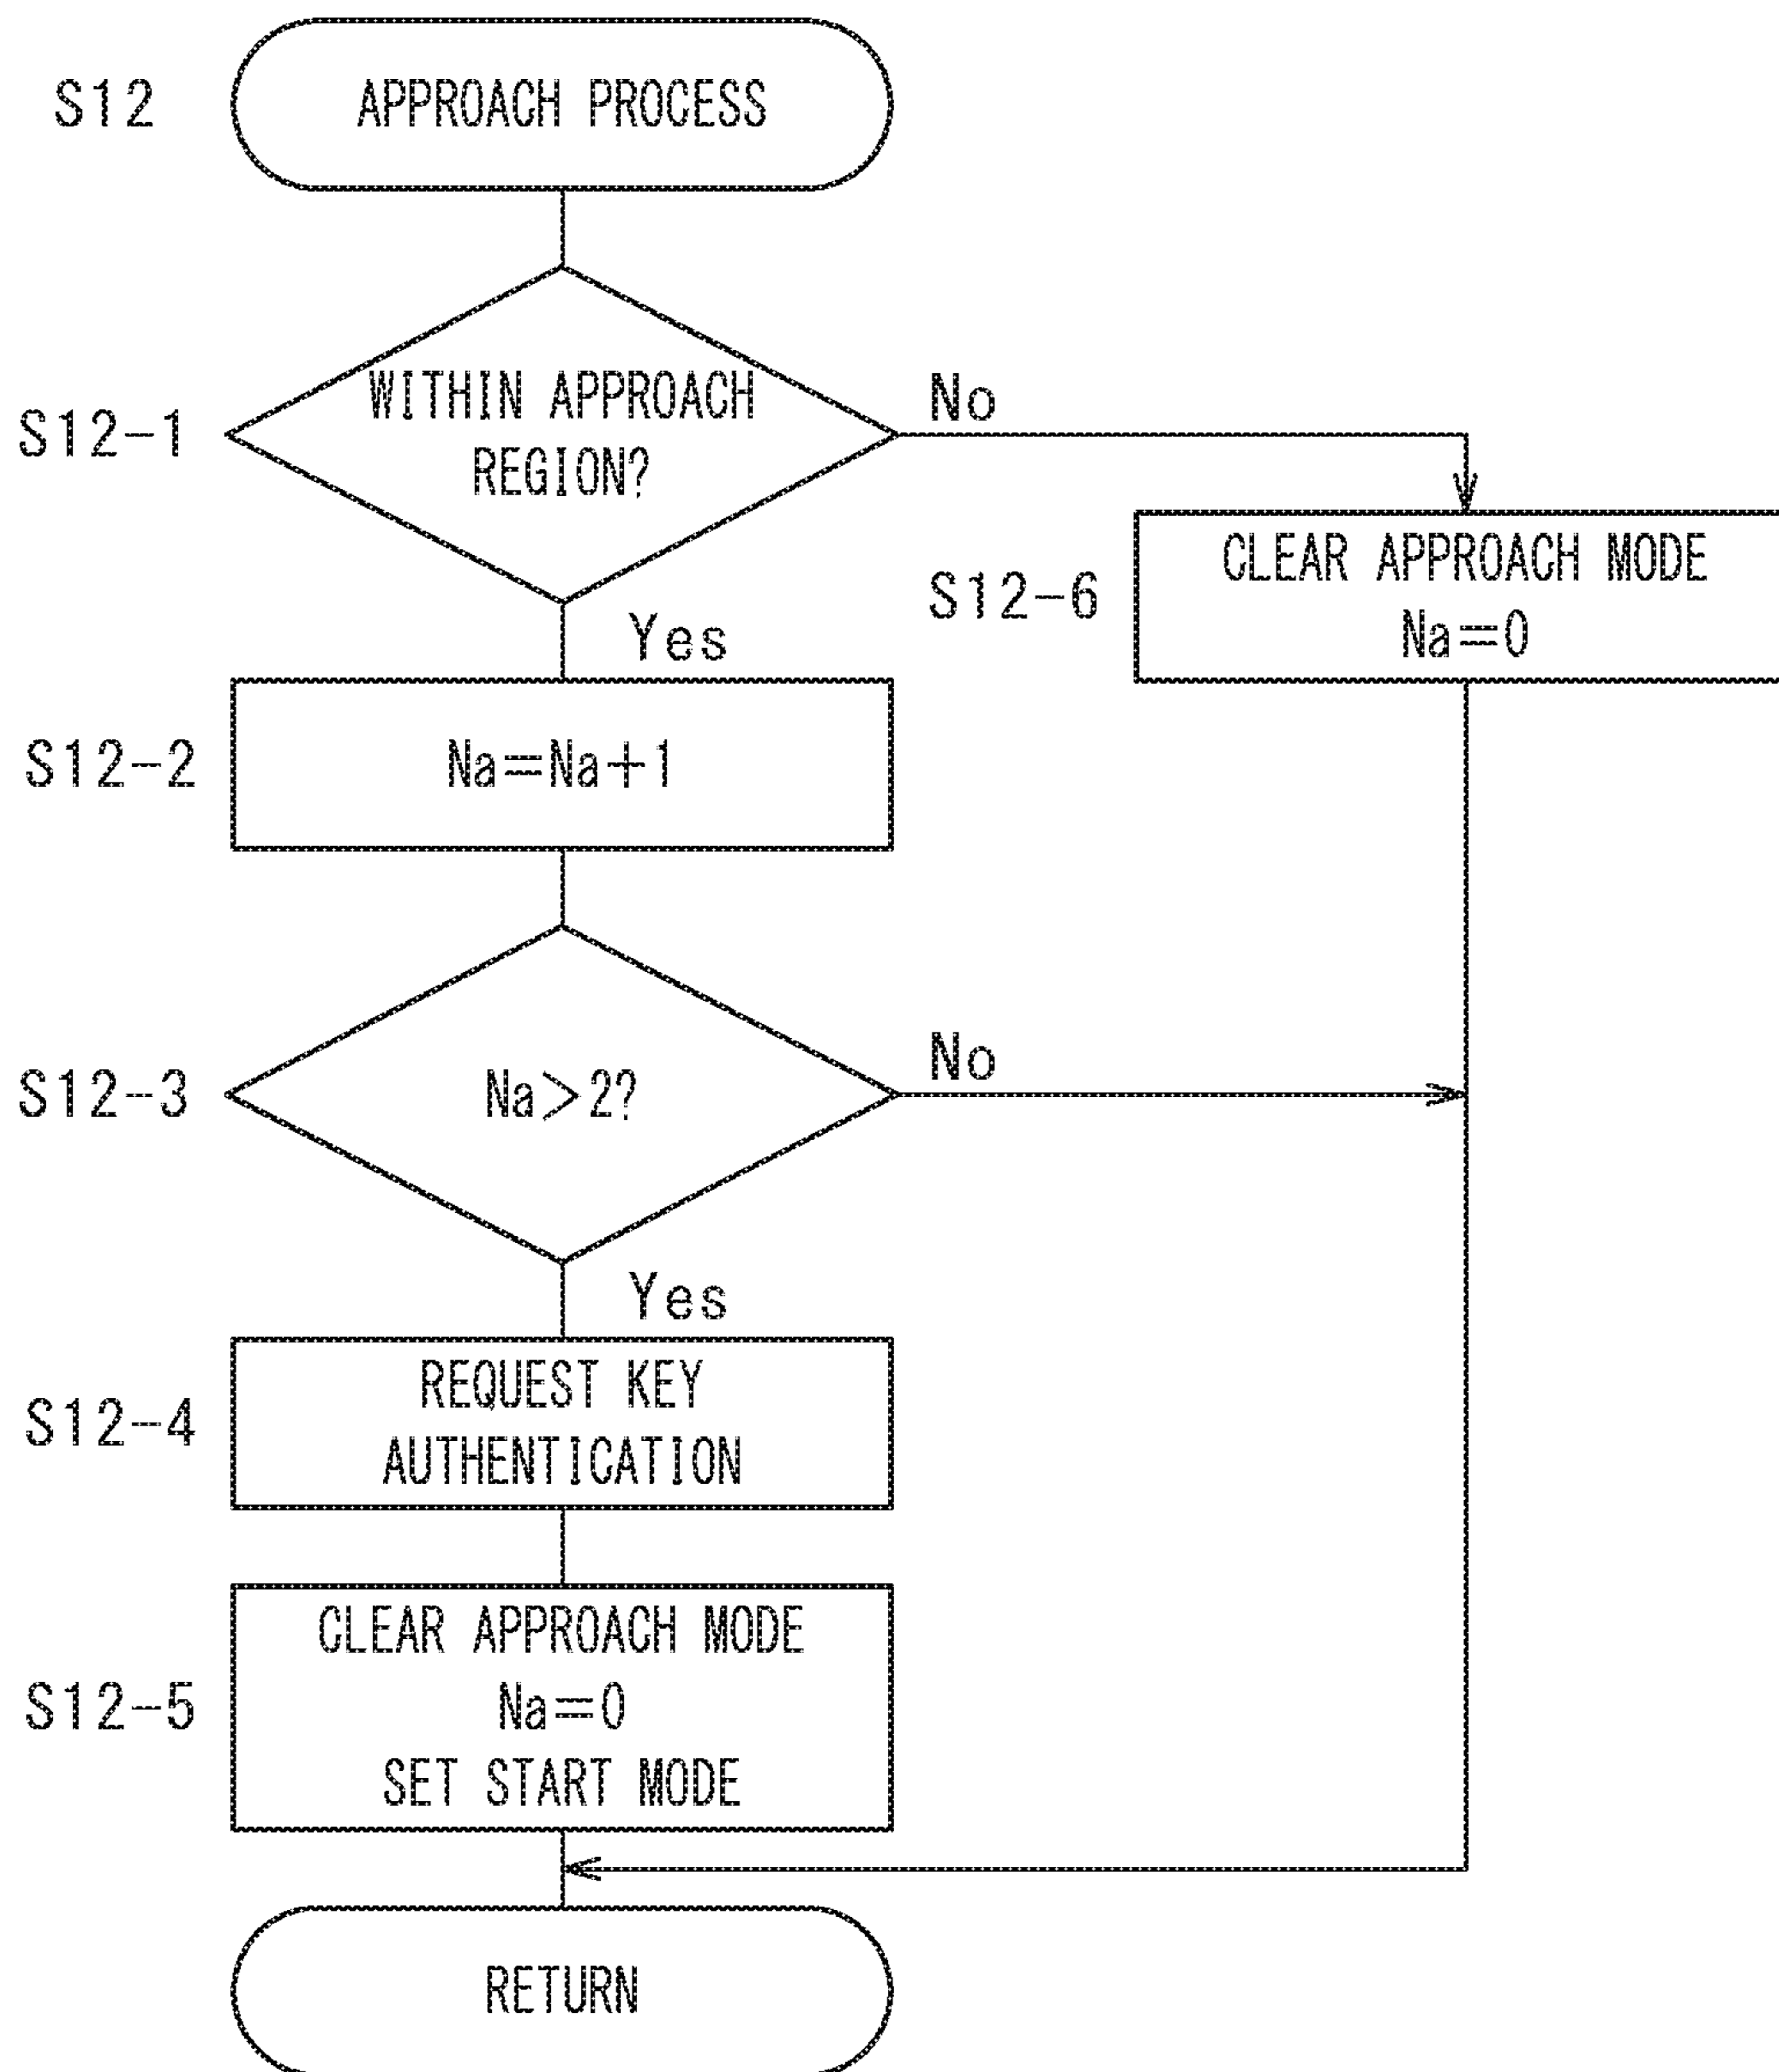 S12
APPROACH PROCESS
S12-1
WITHIN APPROACH
REGION?
No
Yes
S12-6
CLEAR APPROACH MODE
Na=0
S12-2
Na=Na+1
S12-3
Na>2?
No
Yes
S12-4
REQUEST KEY
AUTHENTICATION
S12-5
CLEAR APPROACH MODE
Na=0
SET START MODE
RETURN